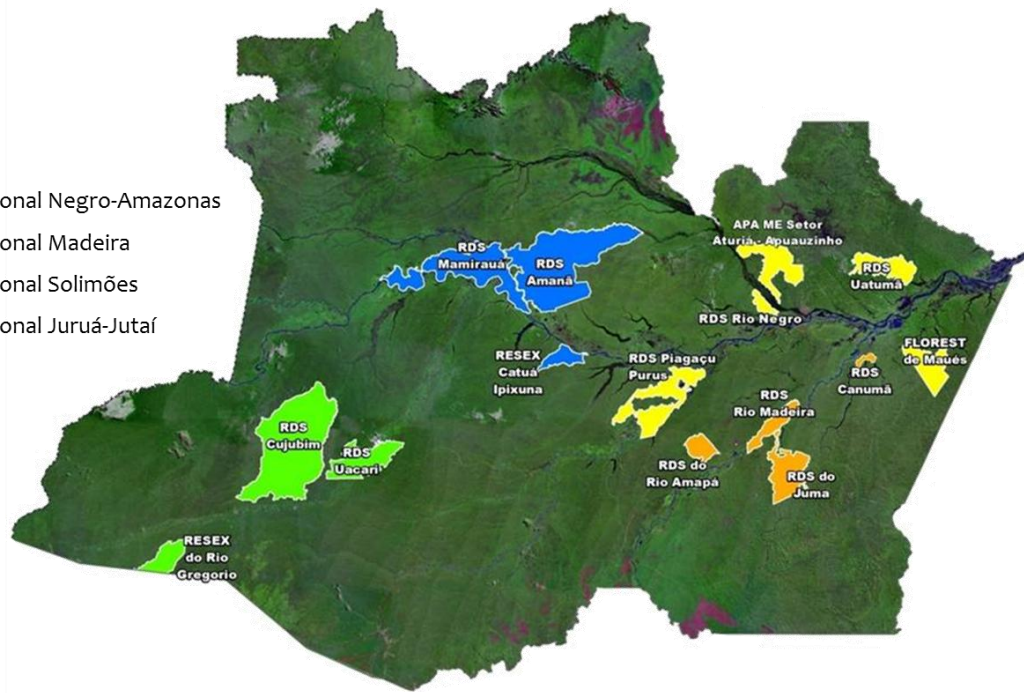 onal Negro-Amazonas
onal Madeira
onal Solimões
onal Juruá-Jutaí
RDS
Mamirauá
RDS
Amanã
APA ME Setor
Aturiá - Apuauzinho
RDS
Uatumã
RDS Rio Negro
RESEX
Catuá
Ipixuna
RDS Piagaçu
Purus
FLOREST
de Maués
RDS
Canumã
RDS
Rio Madeira
RDS
Cujubim
RDS
Uacari
RDS do
Rio Amapá
RDS do
Juma
RESEX
do Rio
Gregorio